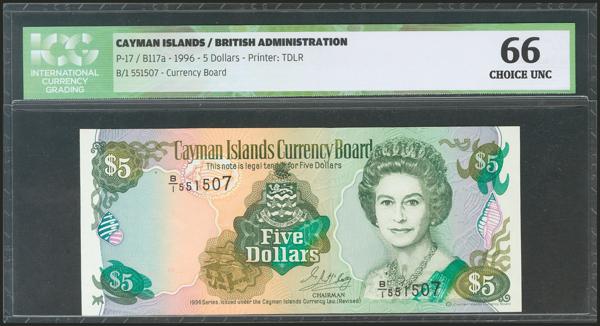 ICG
INTERNATIONAL
CURRENCY
GRADING
CAYMAN ISLANDS / BRITISH ADMINISTRATION
P-17 / B117a - 1996 - 5 Dollars - Printer: TDLR
B/1 551507 - Currency Board
66
CHOICE UNC
$5
Cayman Islands Currency Board
This note is legal tender for Five Dollars
$5
B/1 551507
Five
Dollars
CHAIRMAN
B/1 551507
$5
$5
1996 Series, issued under the Cayman Islands Currency Law. (Revised)